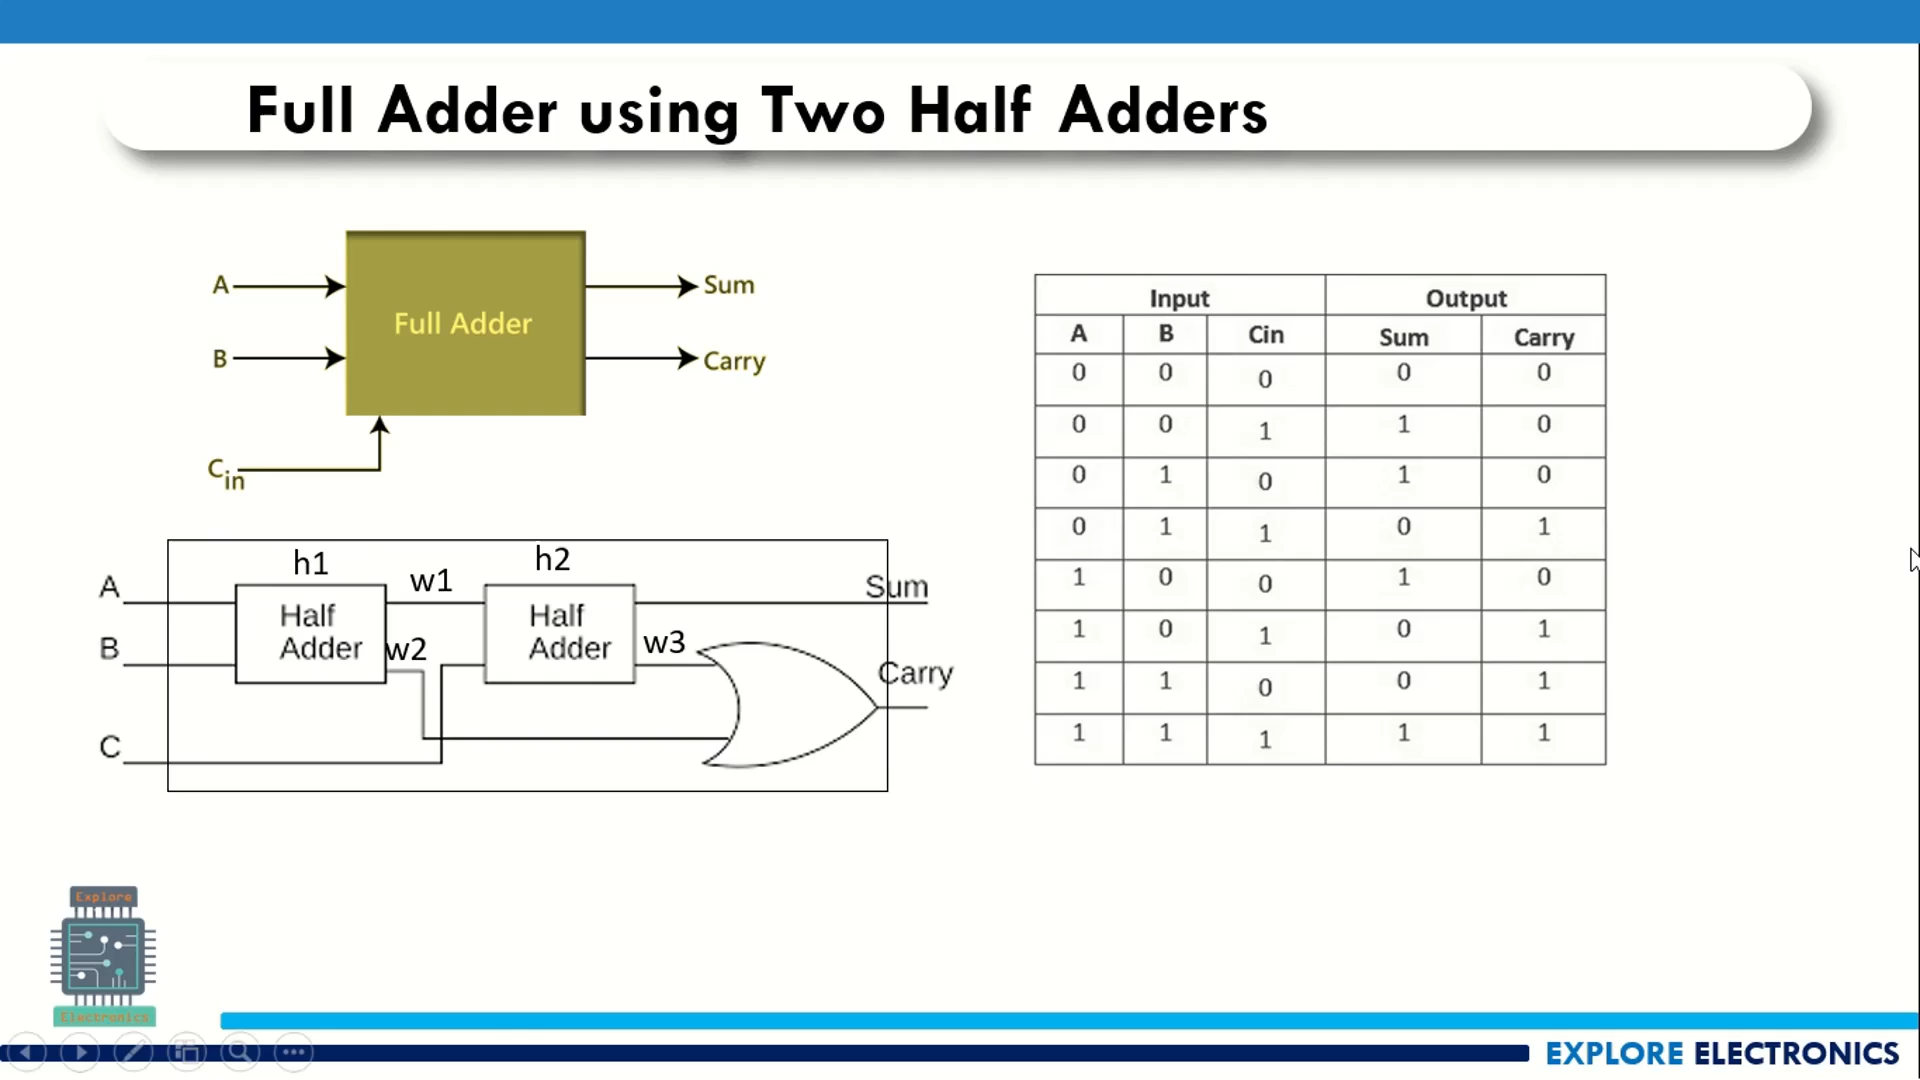 Full Adder using Two Half Adders
A
B
Cin
Full Adder
Sum
Carry
Input Output
A B Cin Sum Carry
0 0 0 0 0
0 0 1 1 0
0 1 0 1 0
0 1 1 0 1
1 0 0 1 0
1 0 1 0 1
1 1 0 0 1
1 1 1 1 1
h1 h2
A
B
C
Half
Adder
w1
w2
Half
Adder
w3
Sum
Carry
Explore
Electronics
EXPLORE ELECTRONICS